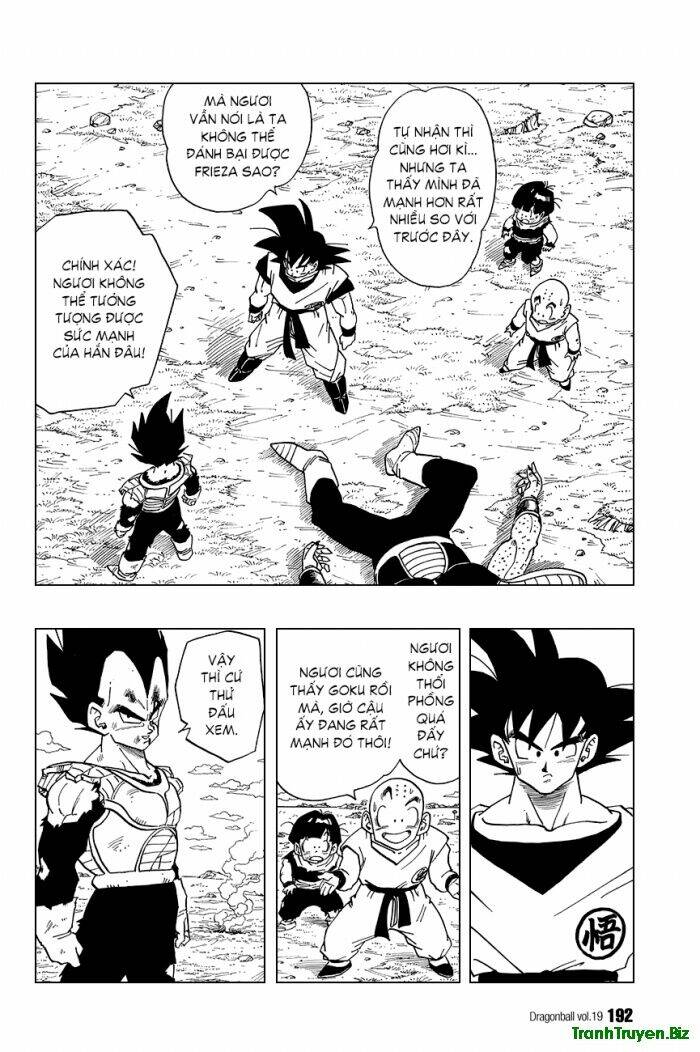 TỰ NHẬN THÌ
CŨNG HƠI KÌ...
NHƯNG TA
THẤY MÌNH ĐÃ
MẠNH HƠN RẤT
NHIỀU SO VỚI
TRƯỚC ĐÂY.
MÀ NGƯƠI
VẪN NÓI LÀ TA
KHÔNG THỂ
ĐÁNH BẠI ĐƯỢC
FRIEZA SAO?
CHÍNH XÁC!
NGƯƠI KHÔNG
THỂ TƯỞNG
TƯỢNG ĐƯỢC
SỨC MẠNH
CỦA HẮN ĐÂU!
悟
NGƯƠI
KHÔNG
THỔI
PHỒNG
QUÁ
ĐẤY
CHỨ?
NGƯƠI CŨNG
THẤY GOKU RỒI
MÀ, GIỜ CẬU
ẤY ĐANG RẤT
MẠNH ĐÓ THÔI!
VẬY
THÌ CỨ
THỬ
ĐẤU
XEM.
Dragonball vol.19 192
TranhTruyen.Biz